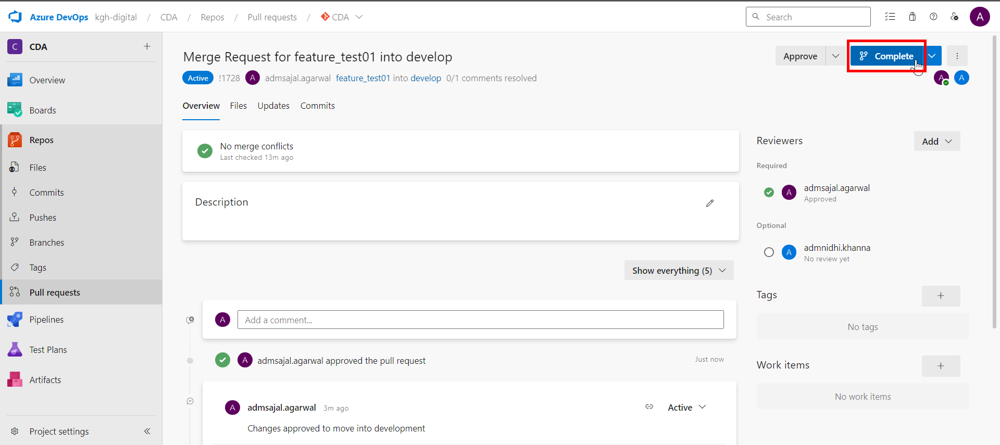 Azure DevOps kgh-digital / CDA / Repos / Pull requests / CDA
Search
A
C CDA
Overview
Boards
Repos
Files
Commits
Pushes
Branches
Tags
Pull requests
Pipelines
Test Plans
Artifacts
Project settings
Merge Request for feature_test01 into develop
Approve
Complete
Active !1728 A admsajal.agarwal feature_test01 into develop 0/1 comments resolved
A A
Overview Files Updates Commits
No merge conflicts
Last checked 13m ago
Description
Show everything (5)
A Add a comment...
A admsajal.agarwal approved the pull request Just now
A admsajal.agarwal 3m ago Active
Changes approved to move into development
Reviewers Add
Required
A admsajal.agarwal
Approved
Optional
A admnidhi.khanna
No review yet
Tags
No tags
Work items
No work items